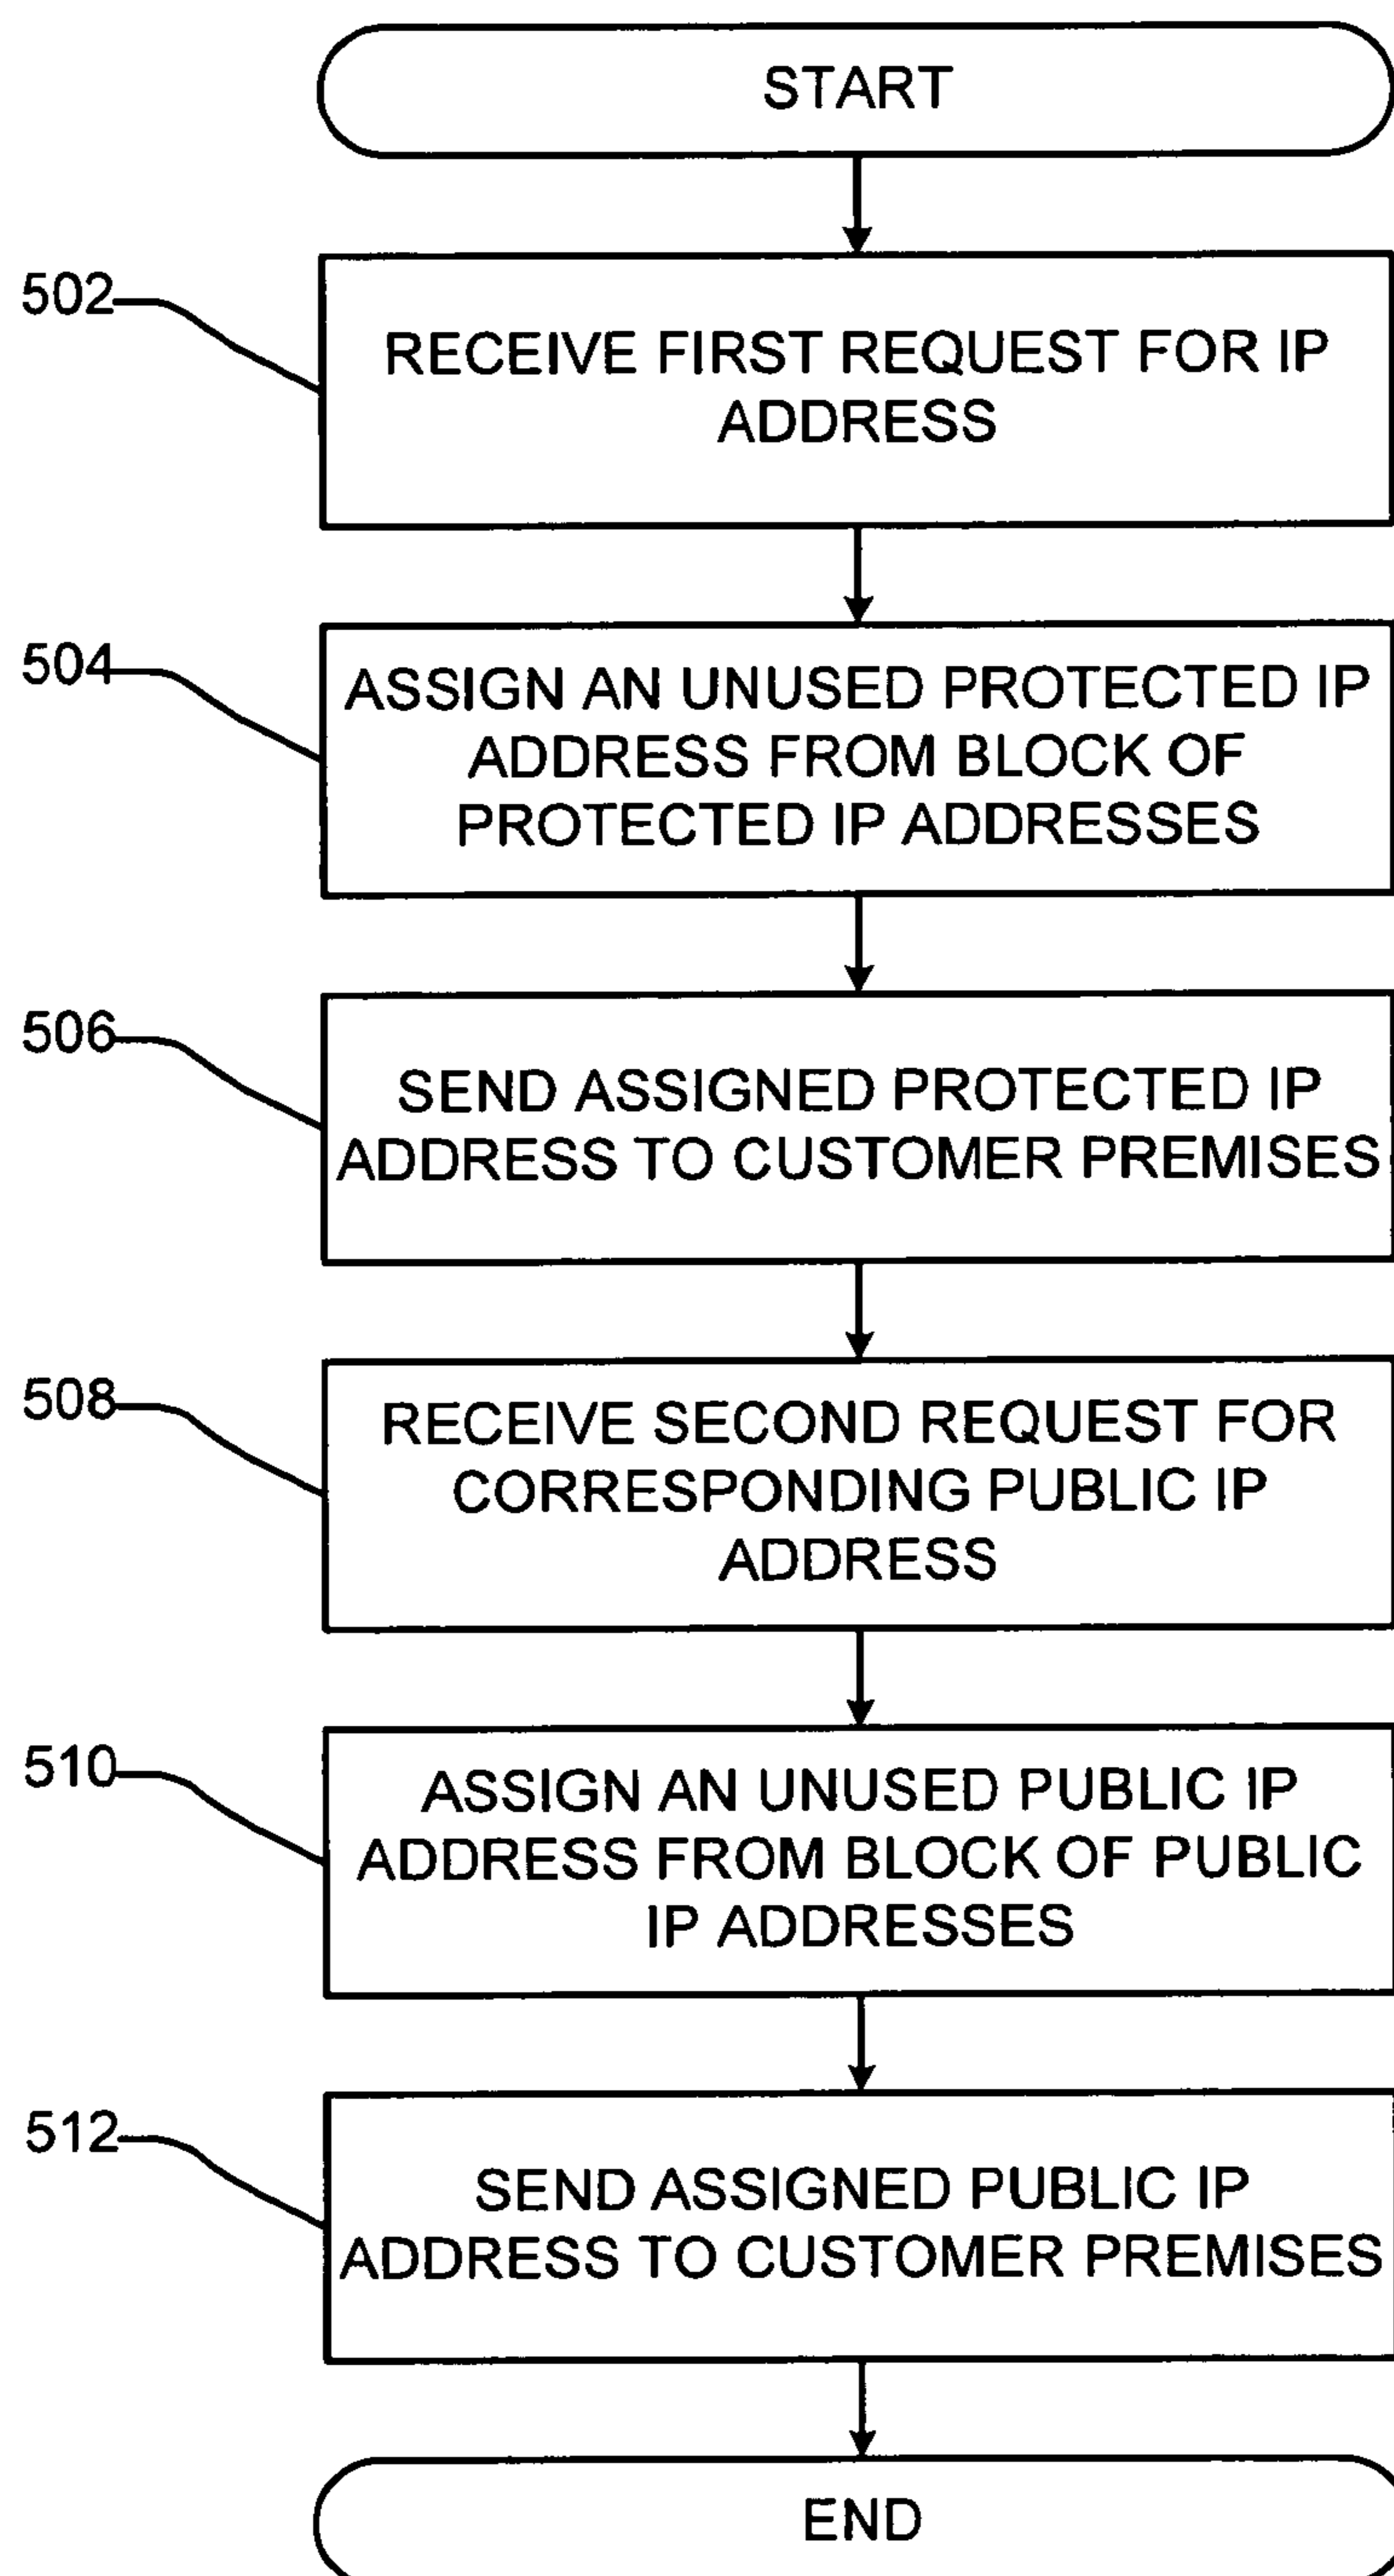 START
502
RECEIVE FIRST REQUEST FOR IP
ADDRESS
504
ASSIGN AN UNUSED PROTECTED IP
ADDRESS FROM BLOCK OF
PROTECTED IP ADDRESSES
506
SEND ASSIGNED PROTECTED IP
ADDRESS TO CUSTOMER PREMISES
508
RECEIVE SECOND REQUEST FOR
CORRESPONDING PUBLIC IP
ADDRESS
510
ASSIGN AN UNUSED PUBLIC IP
ADDRESS FROM BLOCK OF PUBLIC
IP ADDRESSES
512
SEND ASSIGNED PUBLIC IP
ADDRESS TO CUSTOMER PREMISES
END